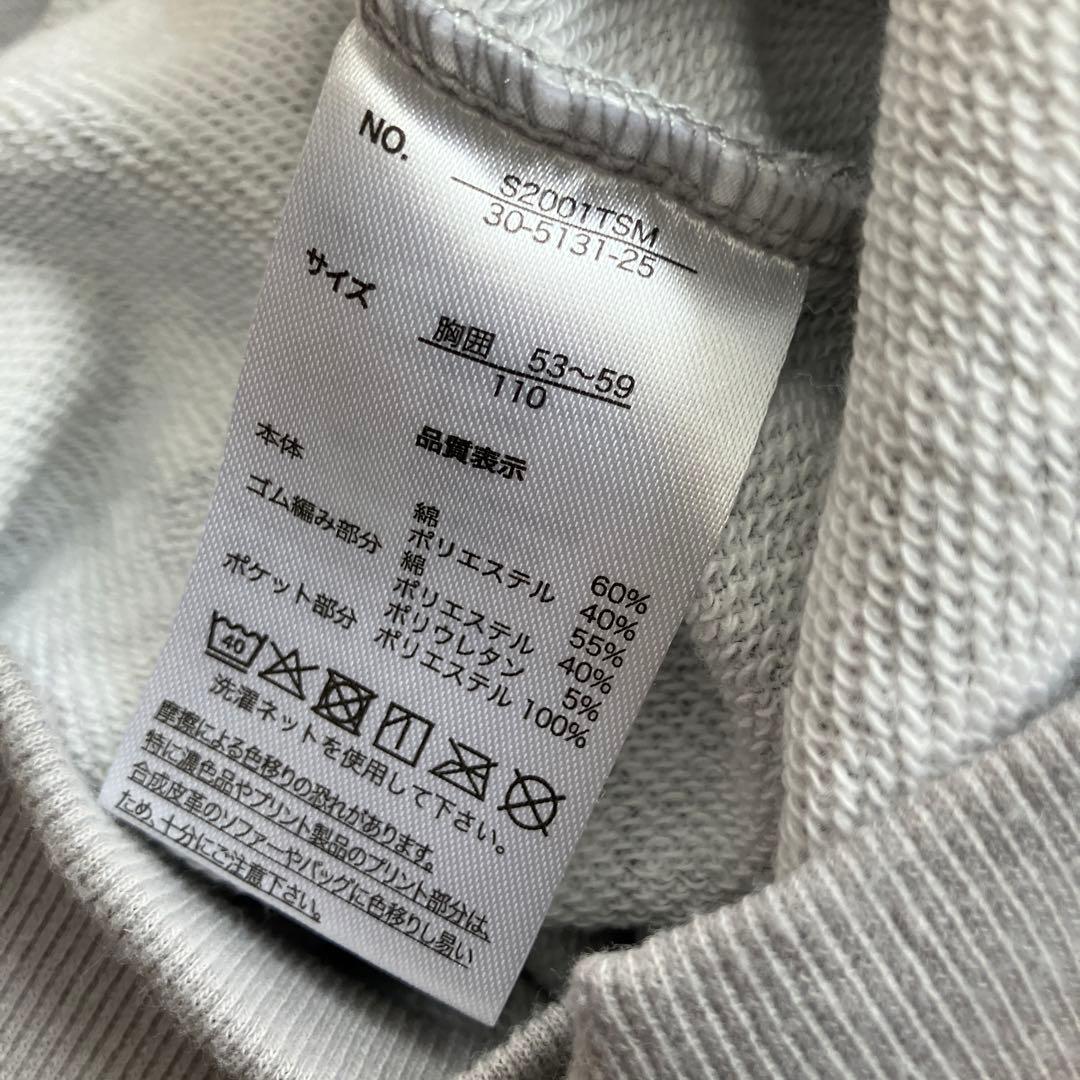 NO.
S2001TSM
30-5131-25
サイズ
胸囲 53〜59
110
品質表示
本体 綿 60%
ポリエステル 40%
ゴム編み部分 綿 55%
ポリエステル 40%
ポリウレタン 5%
ポケット部分 ポリエステル 100%
40
洗濯ネットを使用して下さい。
摩擦による色移りの恐れがあります。
特に濃色品やプリント製品のプリント部分は、
合成皮革のソファーやバッグに色移りし易い
ため、十分にご注意下さい。